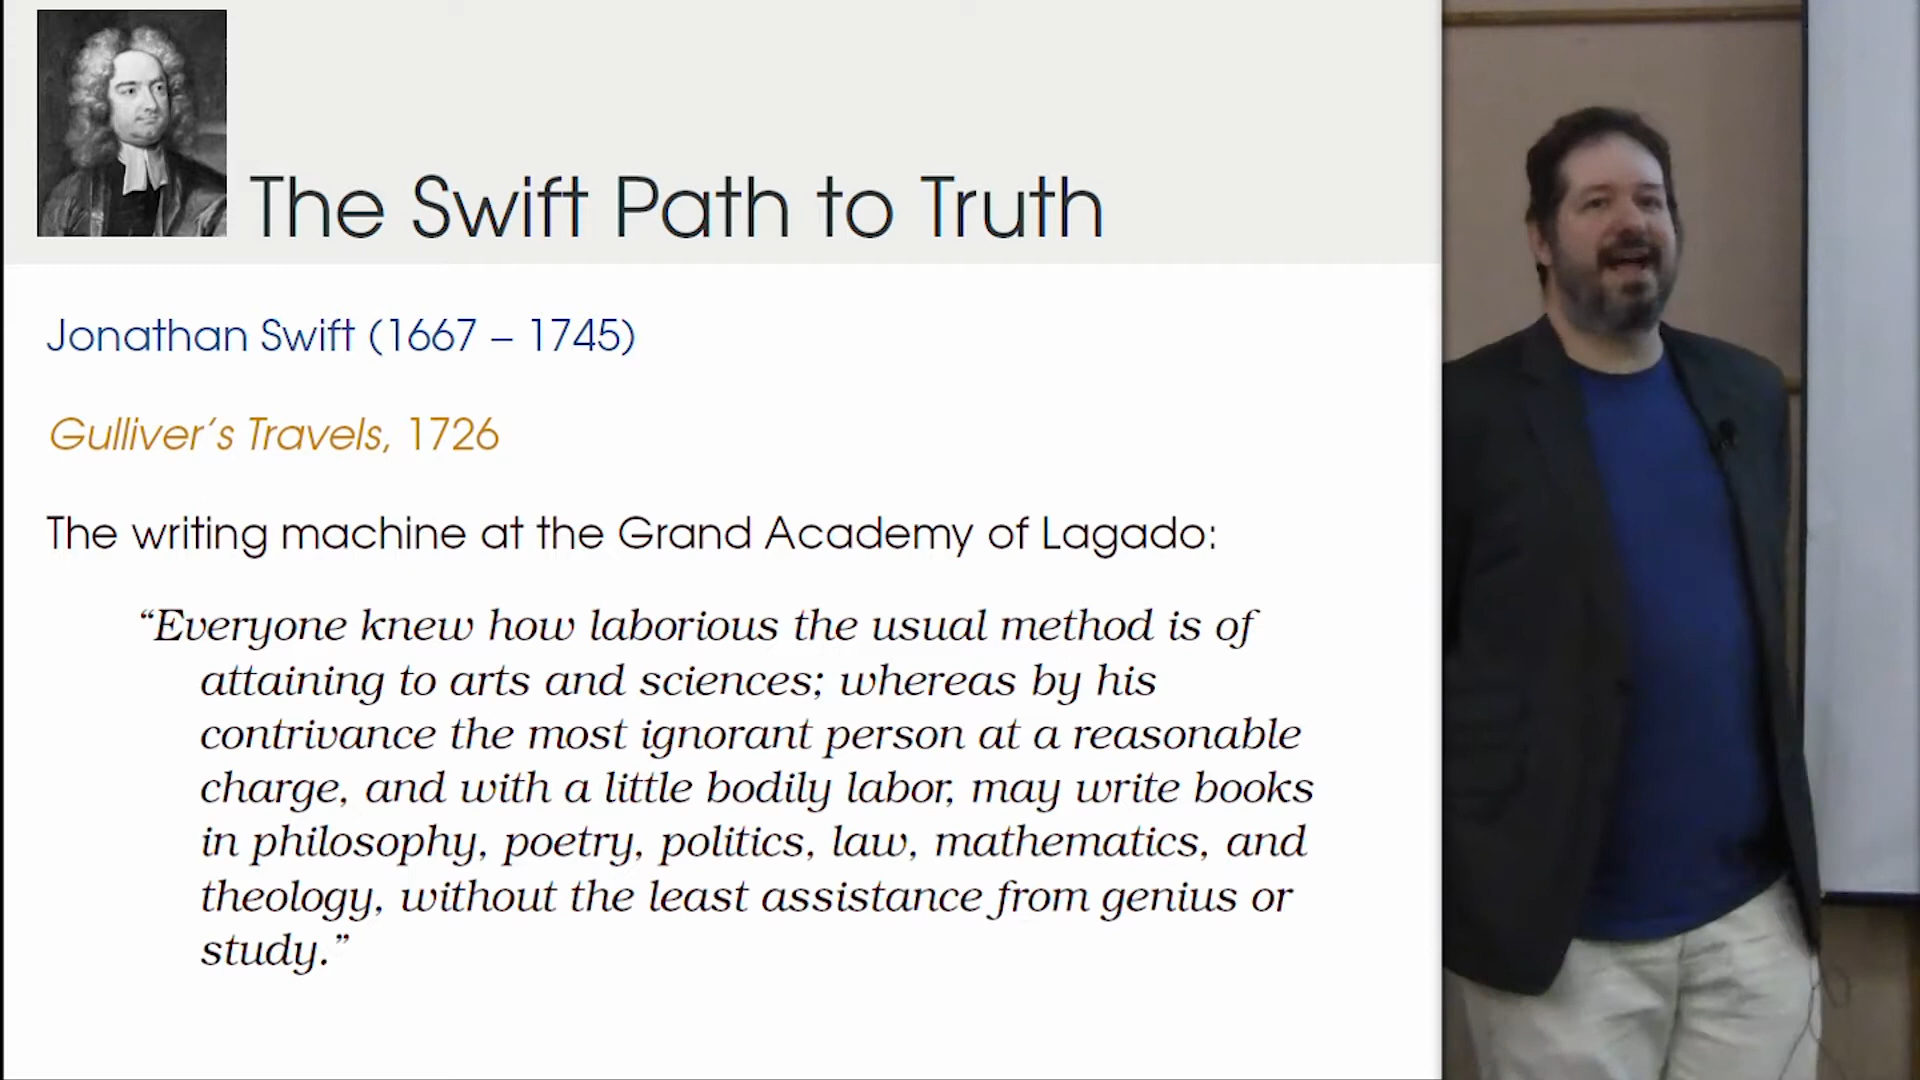 The Swift Path to Truth
Jonathan Swift (1667 – 1745)
Gulliver's Travels, 1726
The writing machine at the Grand Academy of Lagado:
“Everyone knew how laborious the usual method is of
attaining to arts and sciences; whereas by his
contrivance the most ignorant person at a reasonable
charge, and with a little bodily labor, may write books
in philosophy, poetry, politics, law, mathematics, and
theology, without the least assistance from genius or
study.”